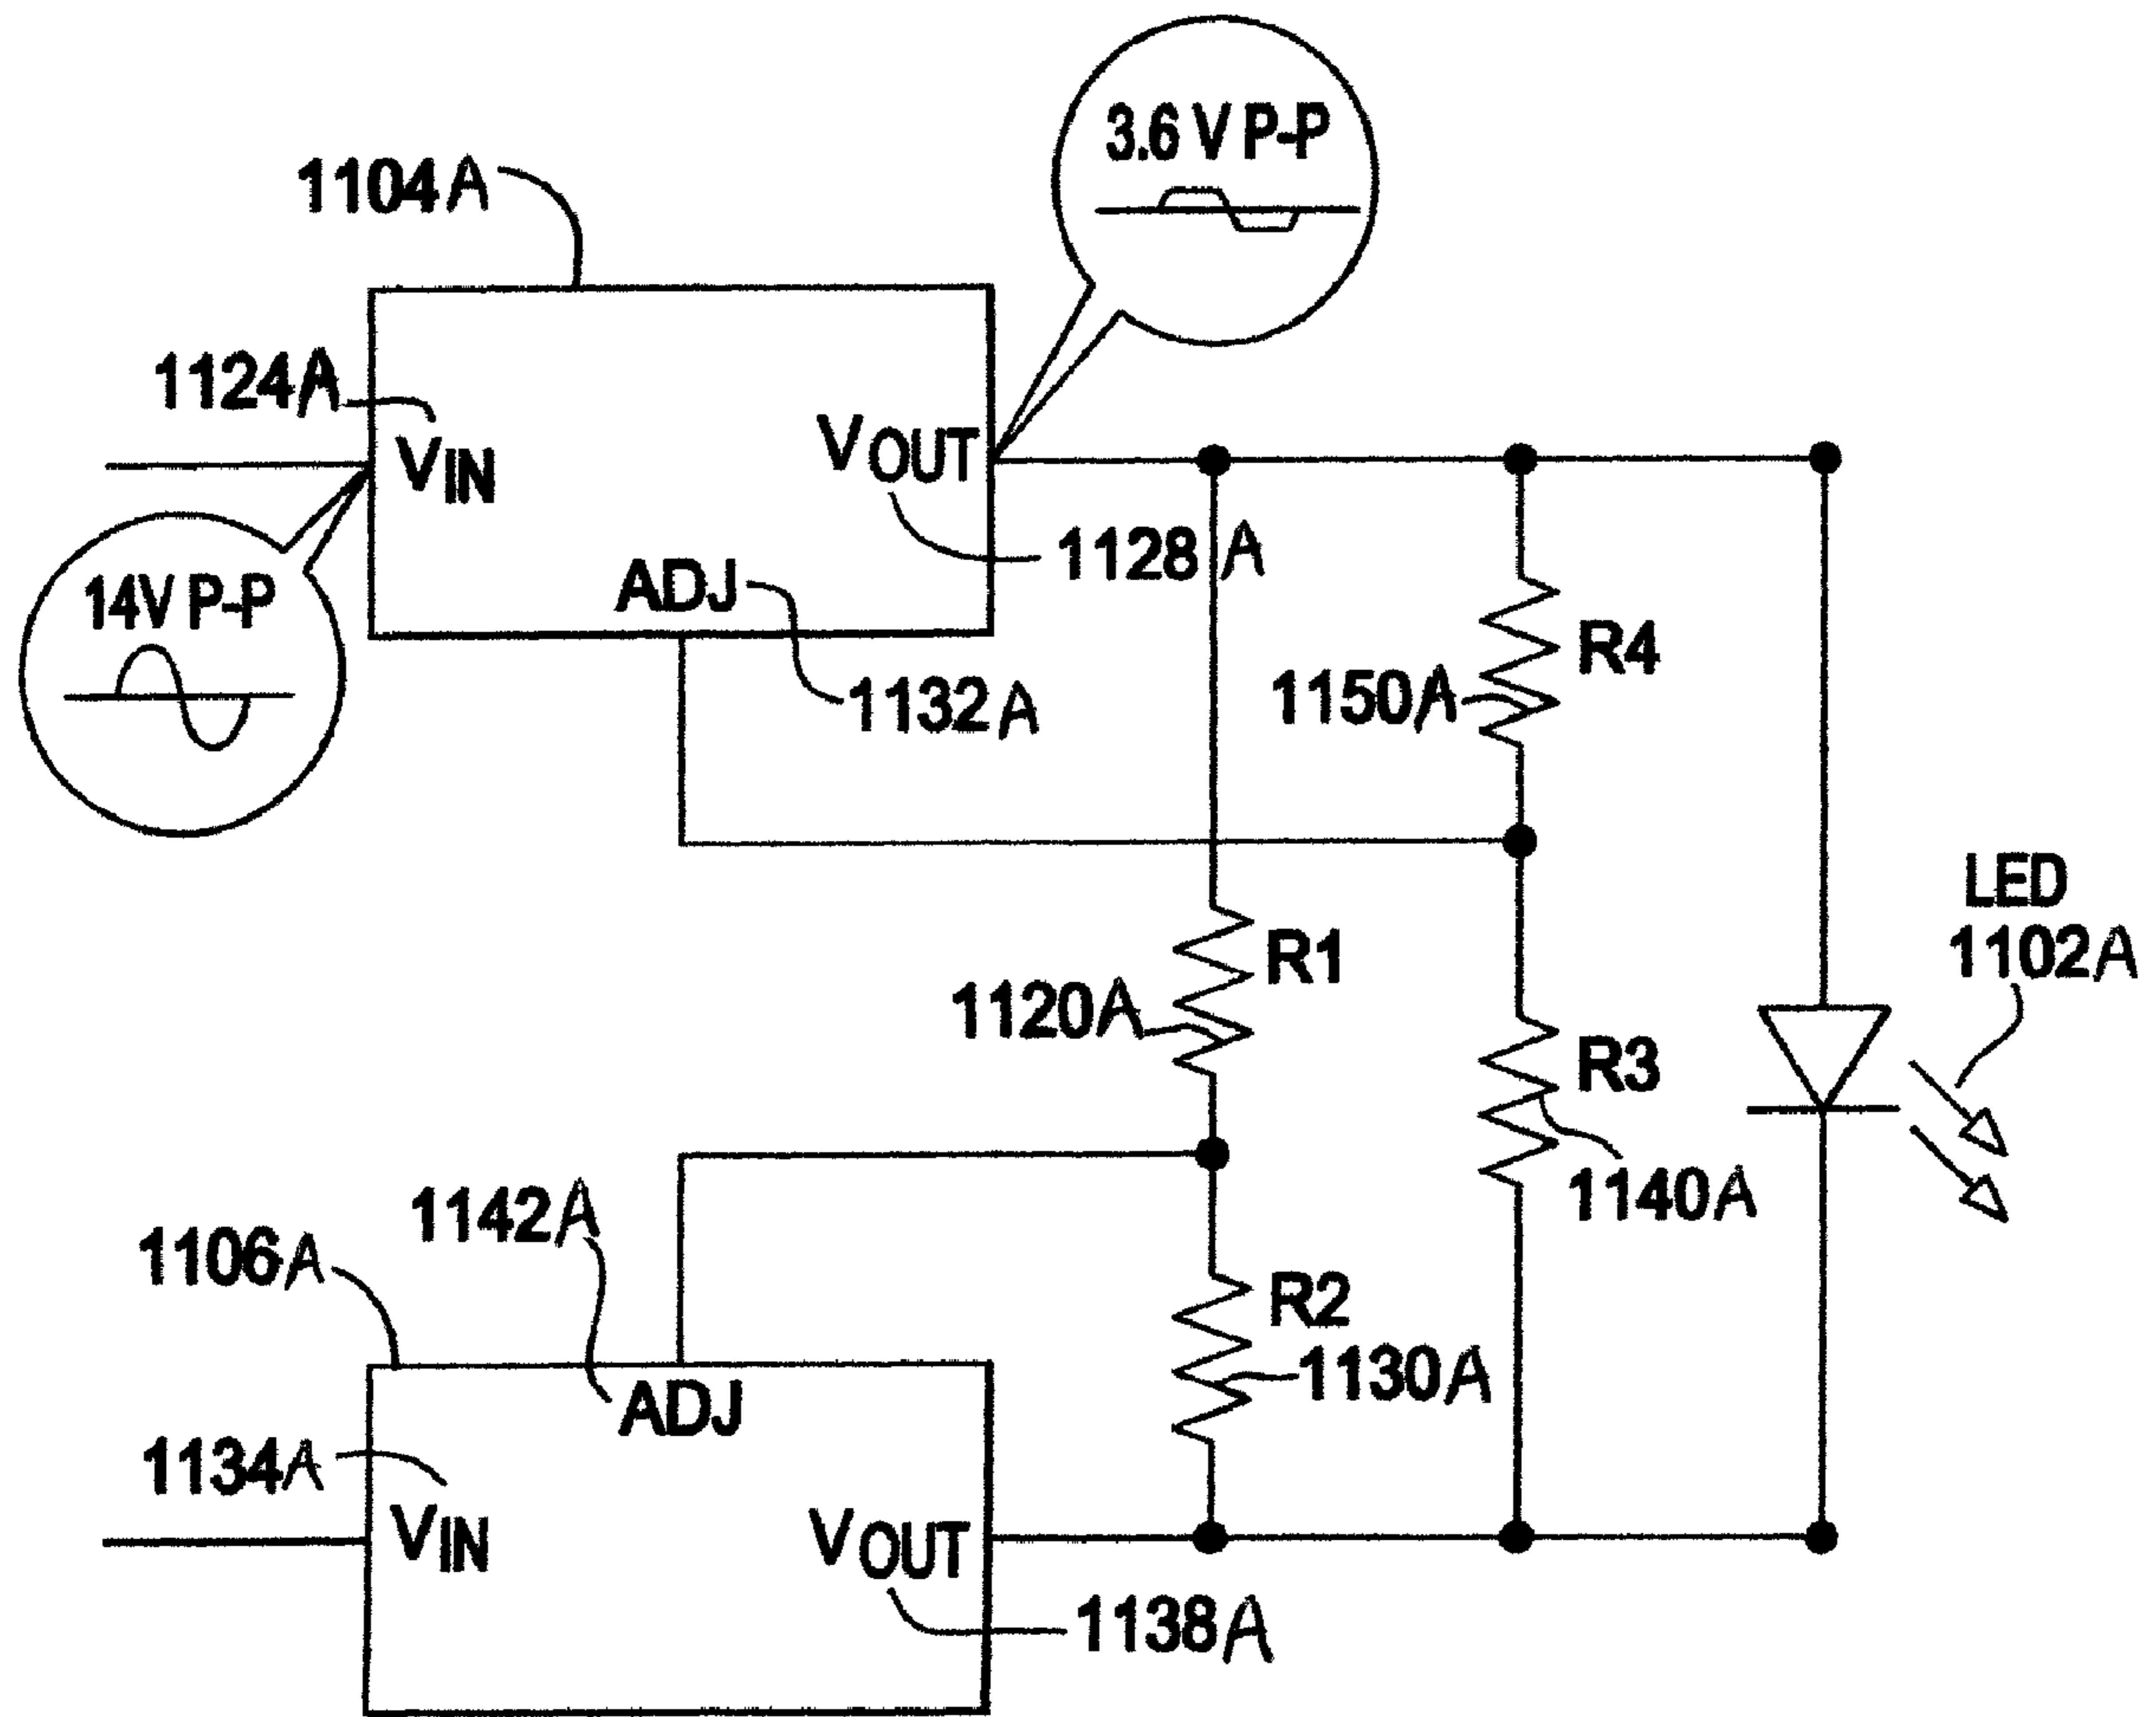 3.6 V P-P
1104A
1124A
VIN
VOUT
14V P-P
ADJ
1128 A
1132A
R4
1150A
LED
1102A
R1
1120A
R3
1140A
1142A
1106A
R2
1130A
ADJ
1134A
VIN
VOUT
1138A